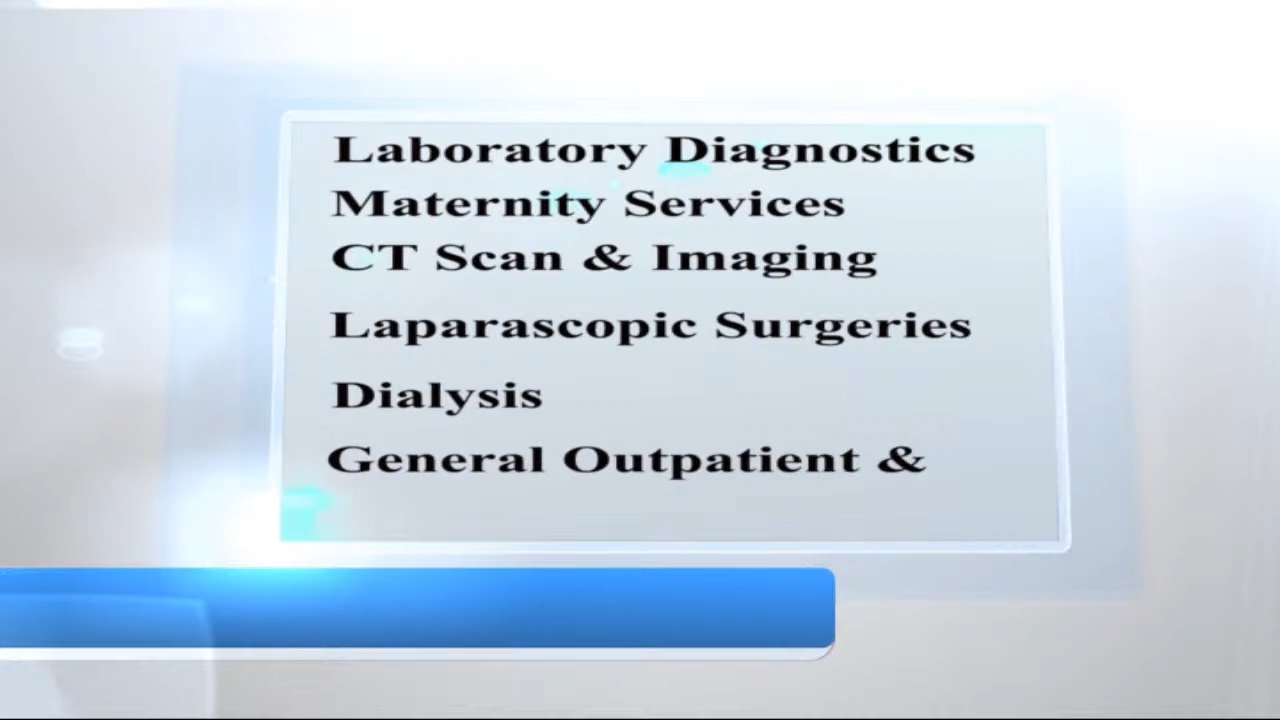 Laboratory Diagnostics
Maternity Services
CT Scan & Imaging
Laparascopic Surgeries
Dialysis
General Outpatient &